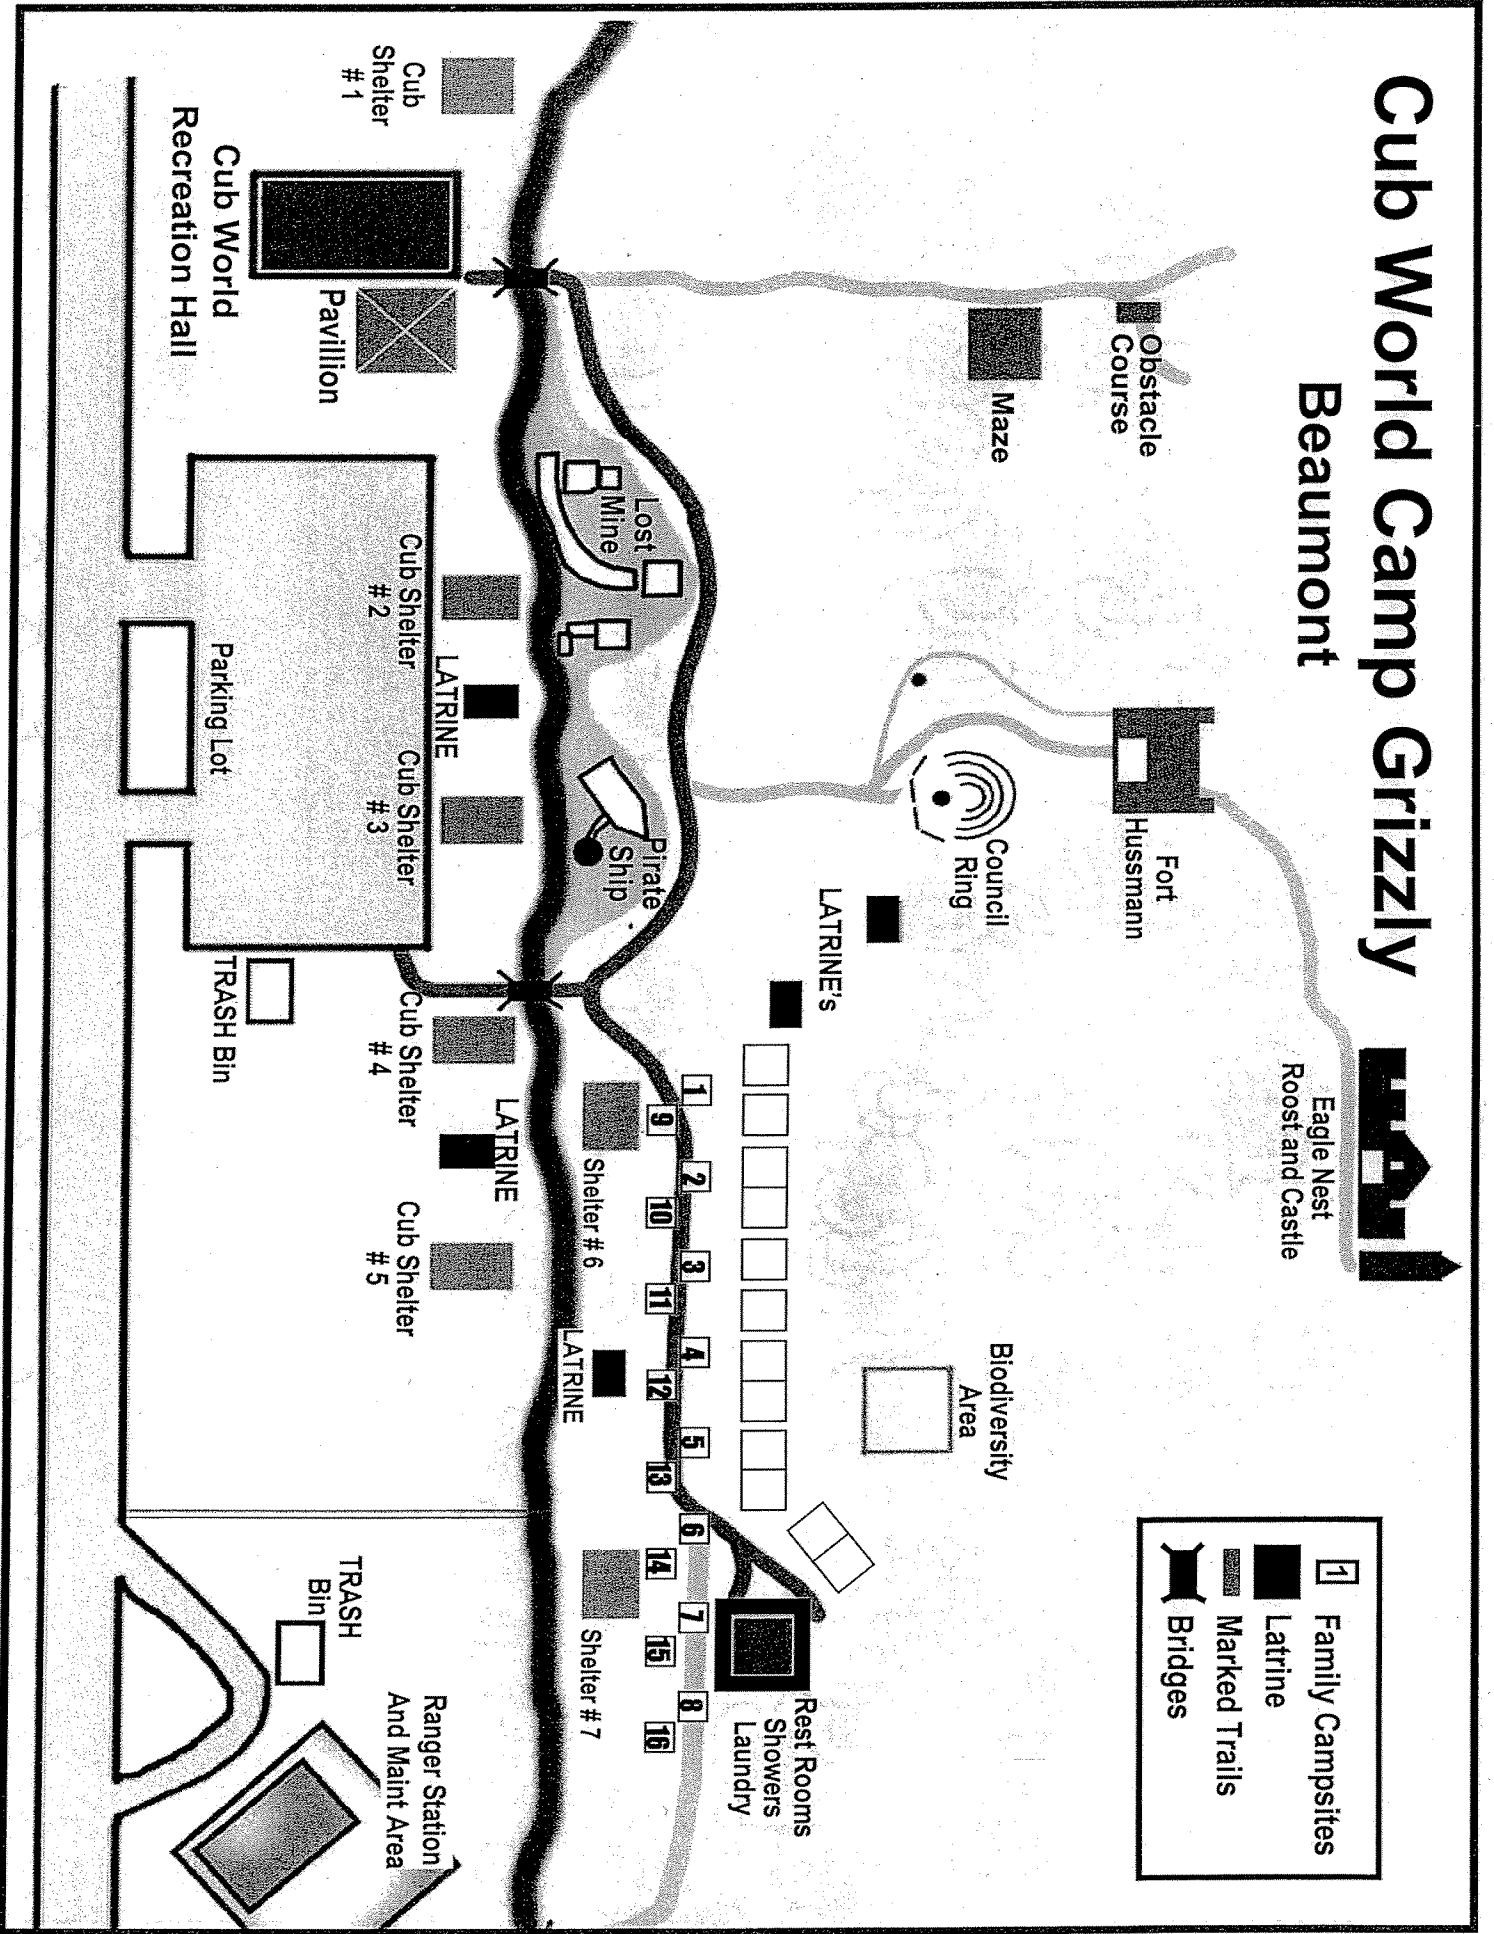 Cub World Camp Grizzly
Beaumont
1 Family Campsites
Latrine
Marked Trails
Bridges
Eagle Nest
Roost and Castle
Obstacle
Course
Maze
Fort
Hussmann
Council
Ring
LATRINE's
Biodiversity
Area
Rest Rooms
Showers
Laundry
Lost
Mine
Pirate
Ship
1
2
3
4
5
6
7
8
9
10
11
12
13
14
15
16
Shelter # 6
LATRINE
Shelter # 7
Cub
Shelter
# 1
Cub World
Recreation Hall
Pavillion
Cub Shelter
# 2
LATRINE
Cub Shelter
# 3
Cub Shelter
# 4
LATRINE
Cub Shelter
# 5
Parking Lot
TRASH Bin
TRASH
Bin
Ranger Station
And Maint Area